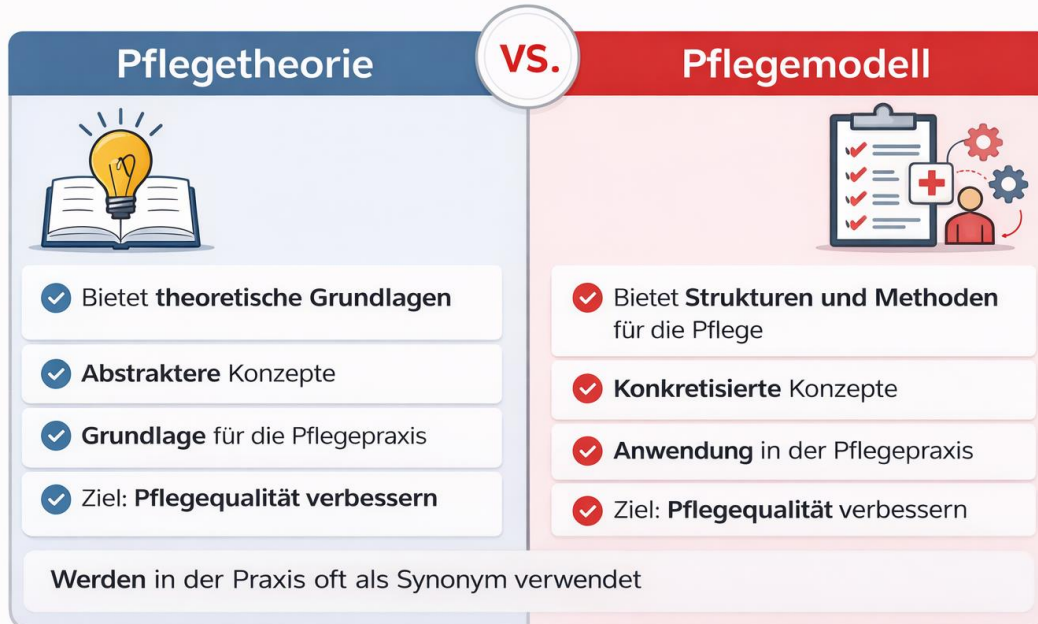 Pflegetheorie
VS.
Pflegemodell
Bietet theoretische Grundlagen
Abstraktere Konzepte
Grundlage für die Pflegepraxis
Ziel: Pflegequalität verbessern
Bietet Strukturen und Methoden
für die Pflege
Konkretisierte Konzepte
Anwendung in der Pflegepraxis
Ziel: Pflegequalität verbessern
Werden in der Praxis oft als Synonym verwendet